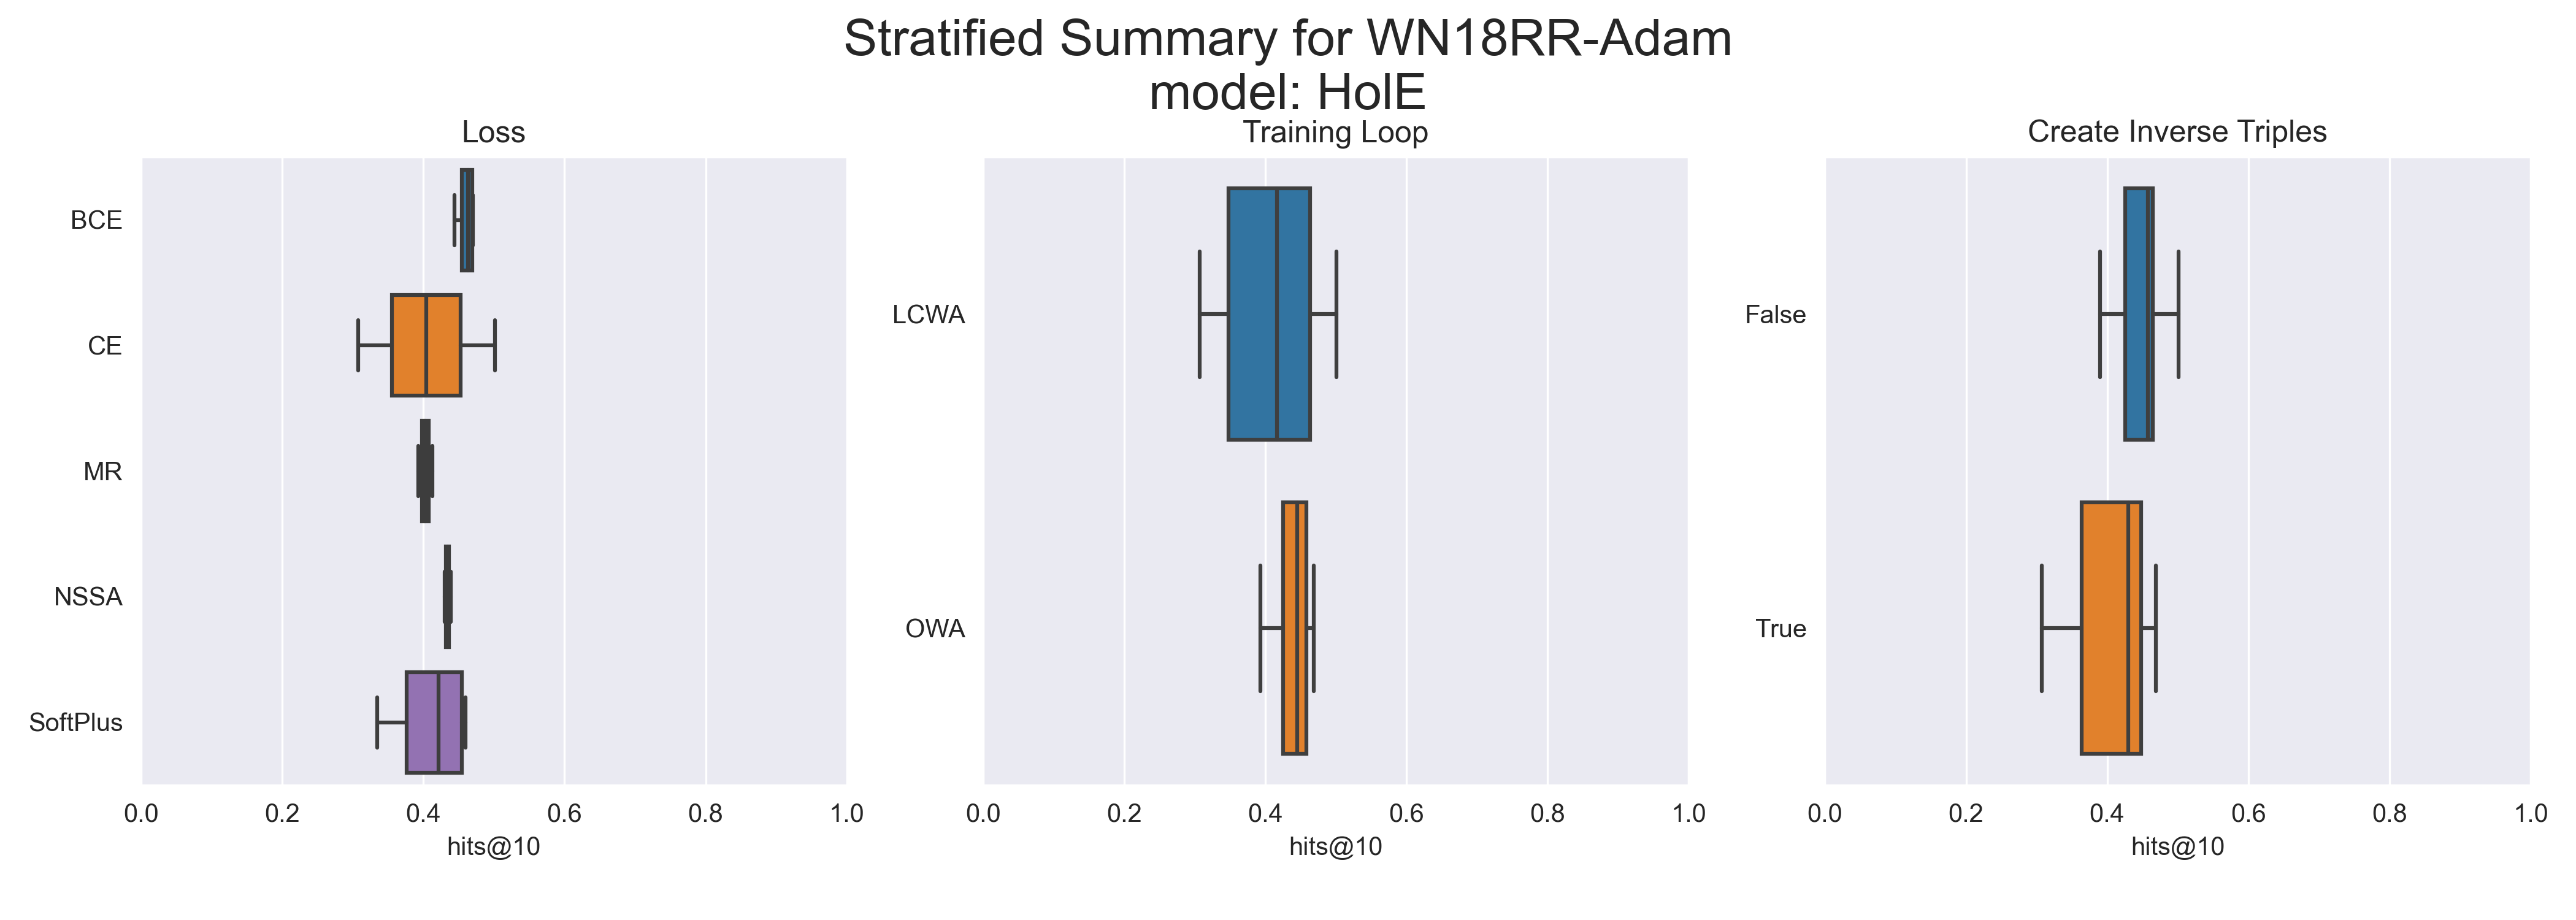 Stratified Summary for WN18RR-Adam
model: HolE
Loss
BCE
CE
MR
NSSA
SoftPlus
0.0 0.2 0.4 0.6 0.8 1.0
hits@10
Training Loop
LCWA
OWA
0.0 0.2 0.4 0.6 0.8 1.0
hits@10
Create Inverse Triples
False
True
0.0 0.2 0.4 0.6 0.8 1.0
hits@10